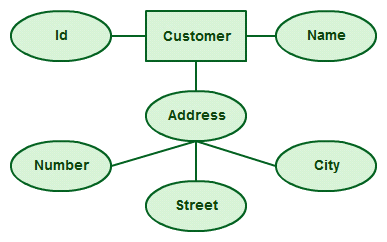 Id
Customer
Name
Address
Number
City
Street